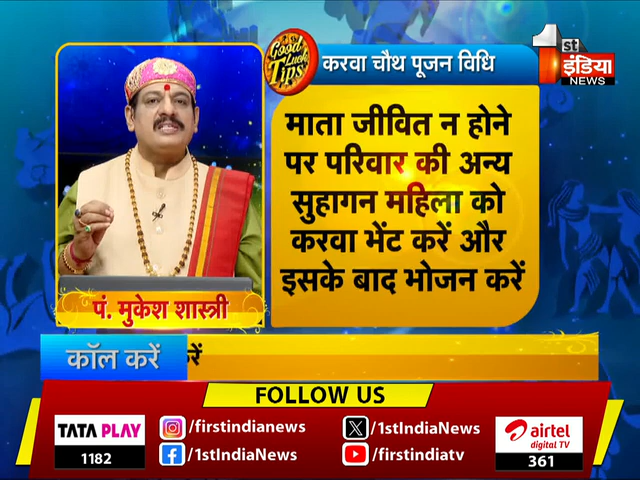 Good Luck Tips
करवा चौथ पूजन विधि
1st
इंडिया
NEWS
माता जीवित न होने
पर परिवार की अन्य
सुहागन महिला को
करवा भेंट करें और
इसके बाद भोजन करें
पं. मुकेश शास्त्री
कॉल करें
FOLLOW US
TATA PLAY
1182
/firstindianews
/1stIndiaNews
/1stIndiaNews
/firstindiatv
airtel
digital TV
361